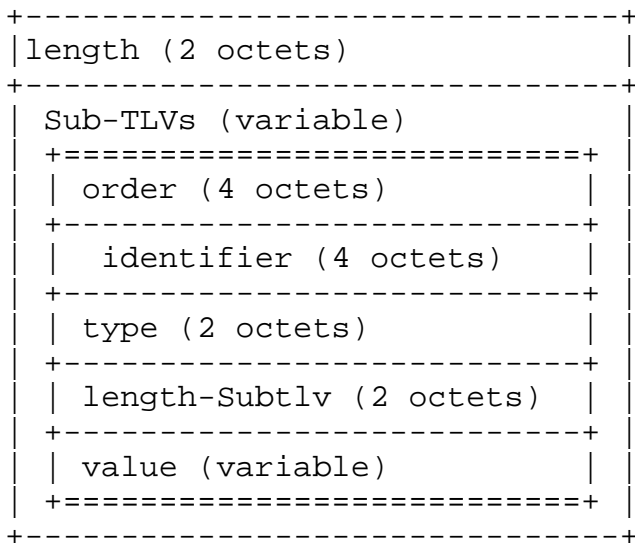 length (2 octets)
Sub-TLVs (variable)
order (4 octets)
identifier (4 octets)
type (2 octets)
length-Subtlv (2 octets)
value (variable)